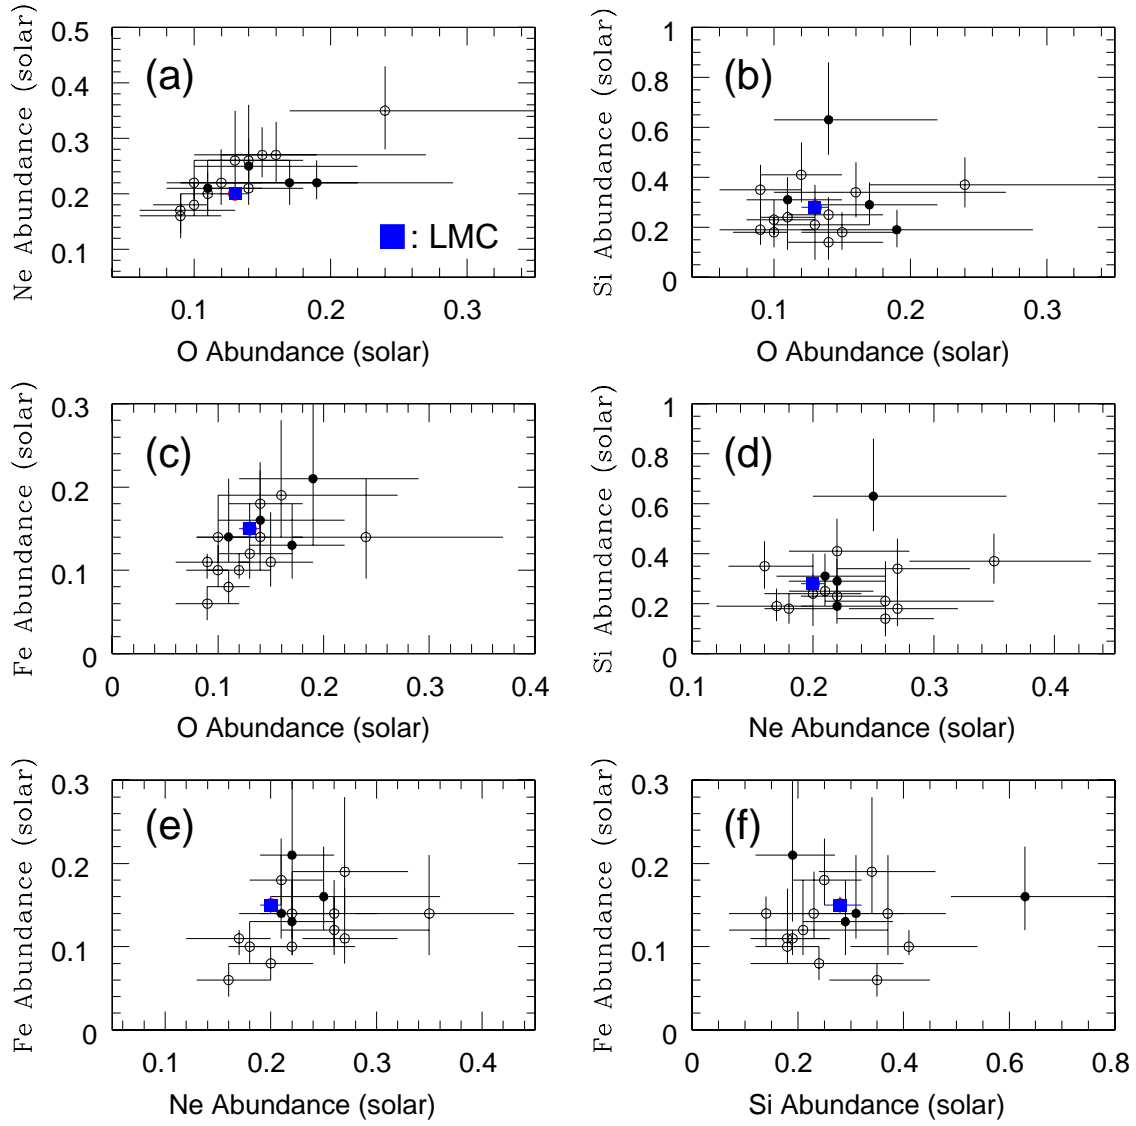 0.5
0.4
0.3
0.2
0.1
Ne Abundance (solar)
(a)
: LMC
0.1 0.2 0.3
O Abundance (solar)
1
0.8
0.6
0.4
0.2
0
Si Abundance (solar)
(b)
0.1 0.2 0.3
O Abundance (solar)
0.3
0.2
0.1
0
Fe Abundance (solar)
(c)
0 0.1 0.2 0.3 0.4
O Abundance (solar)
1
0.8
0.6
0.4
0.2
0
Si Abundance (solar)
(d)
0.1 0.2 0.3 0.4
Ne Abundance (solar)
0.3
0.2
0.1
0
Fe Abundance (solar)
(e)
0.1 0.2 0.3 0.4
Ne Abundance (solar)
0.3
0.2
0.1
0
Fe Abundance (solar)
(f)
0 0.2 0.4 0.6 0.8
Si Abundance (solar)